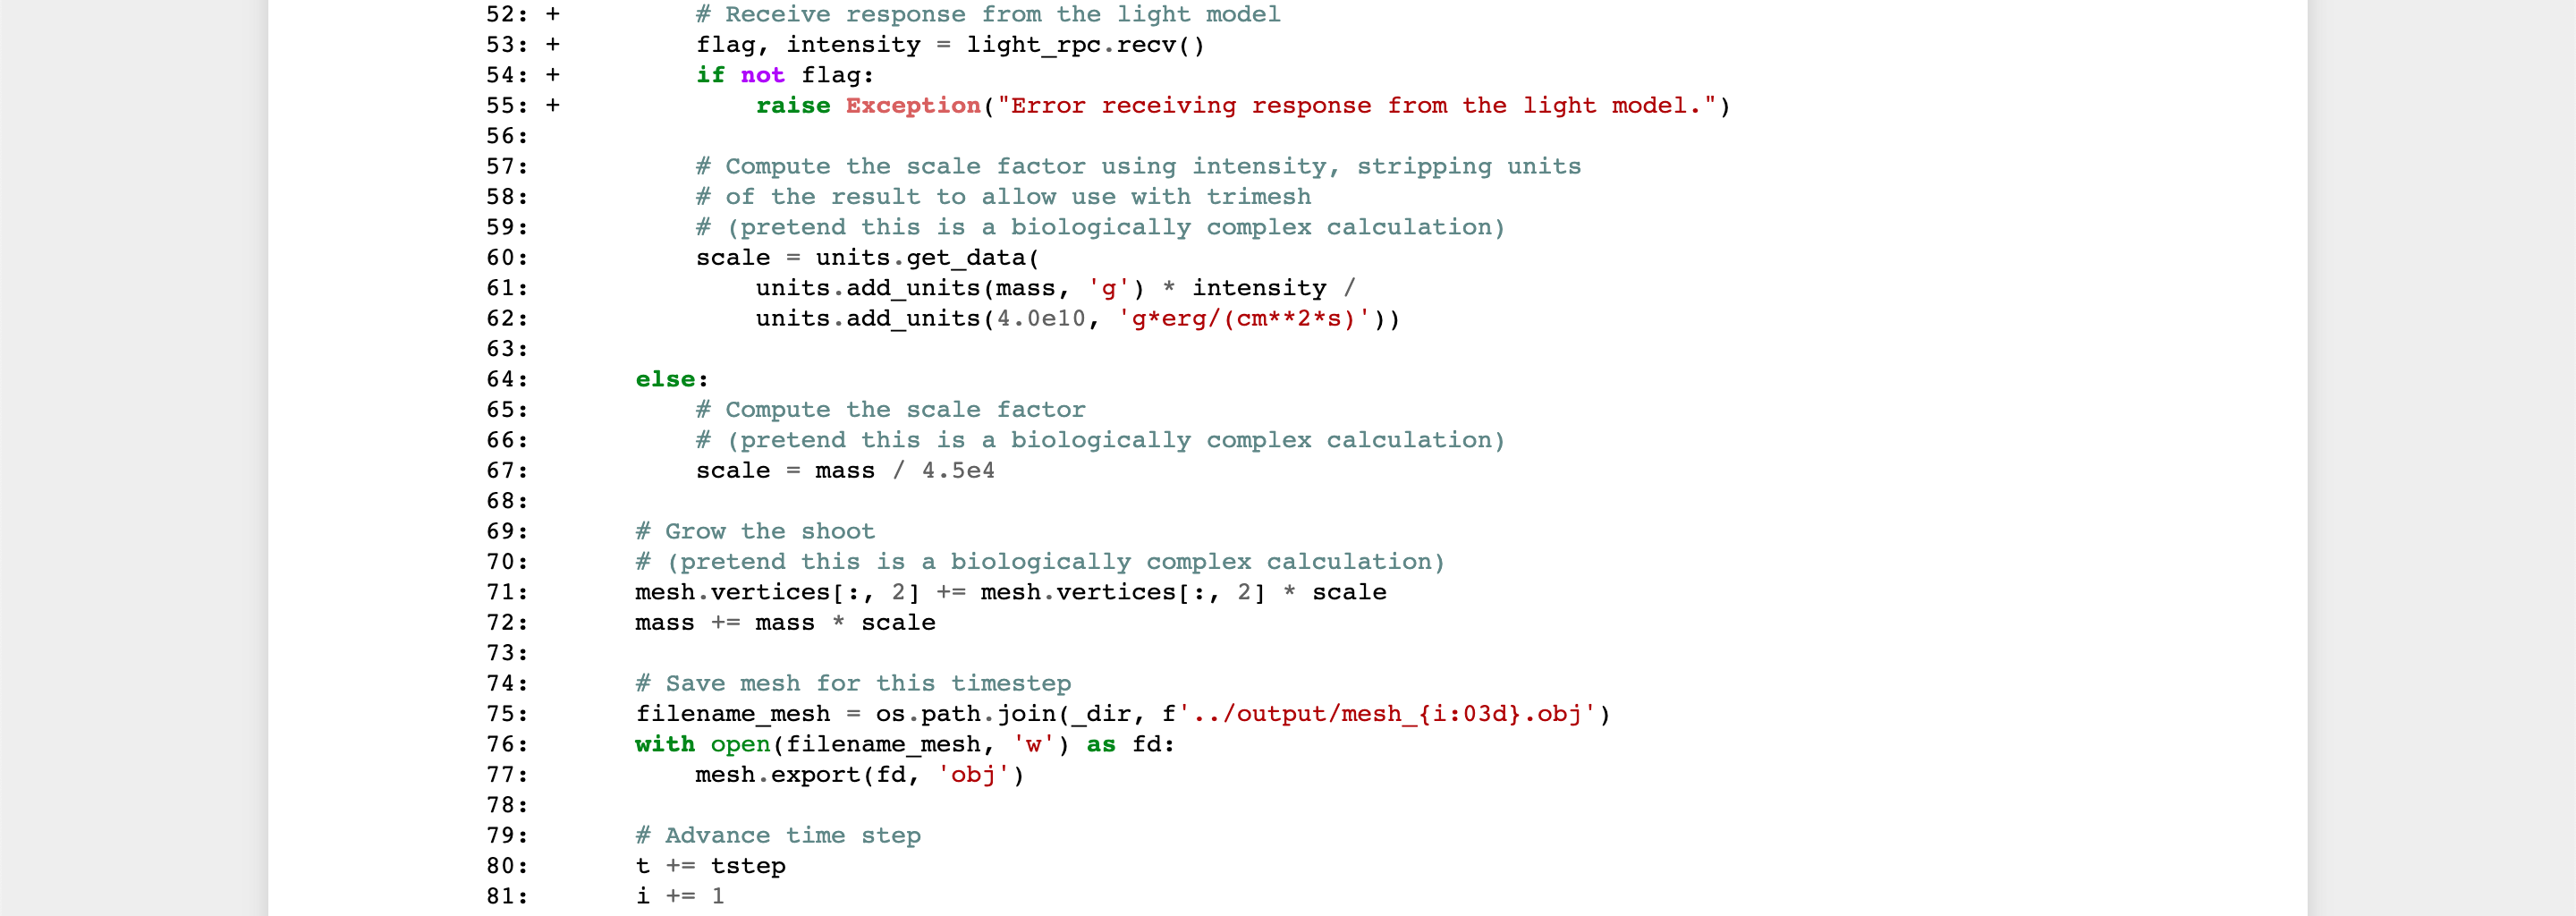 52: +         # Receive response from the light model
53: +         flag, intensity = light_rpc.recv()
54: +         if not flag:
55: +             raise Exception("Error receiving response from the light model.")
56:
57:           # Compute the scale factor using intensity, stripping units
58:           # of the result to allow use with trimesh
59:           # (pretend this is a biologically complex calculation)
60:           scale = units.get_data(
61:               units.add_units(mass, 'g') * intensity /
62:               units.add_units(4.0e10, 'g*erg/(cm**2*s)'))
63:
64:       else:
65:           # Compute the scale factor
66:           # (pretend this is a biologically complex calculation)
67:           scale = mass / 4.5e4
68:
69:       # Grow the shoot
70:       # (pretend this is a biologically complex calculation)
71:       mesh.vertices[:, 2] += mesh.vertices[:, 2] * scale
72:       mass += mass * scale
73:
74:       # Save mesh for this timestep
75:       filename_mesh = os.path.join(_dir, f'../output/mesh_{i:03d}.obj')
76:       with open(filename_mesh, 'w') as fd:
77:           mesh.export(fd, 'obj')
78:
79:       # Advance time step
80:       t += tstep
81:       i += 1